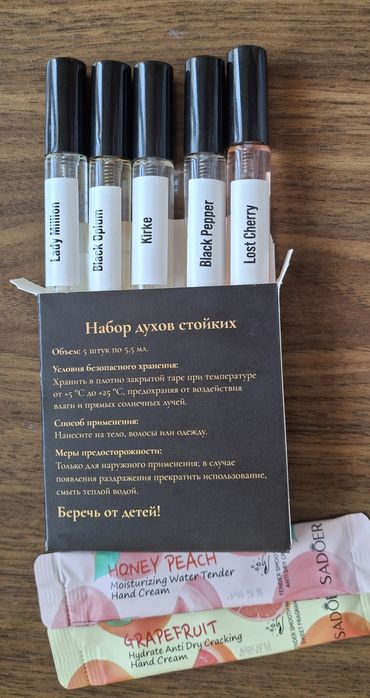 Lady Million
Black Opium
Kirke
Black Pepper
Lost Cherry
Набор духов стойких
Объем: 5 штук по 5,5 мл.
Условия безопасного хранения:
Хранить в плотно закрытой таре при температуре
от +5 °C до +25 °C, предохраняя от воздействия
влаги и прямых солнечных лучей.
Способ применения:
Нанесите на тело, волосы или одежду.
Меры предосторожности:
Только для наружного применения; в случае
появления раздражения прекратить использование,
смыть теплой водой.
Беречь от детей!
HONEY PEACH
Moisturizing Water Tender
Hand Cream
SADOER
GRAPEFRUIT
Hydrate Anti Dry Cracking
Hand Cream
SADOER